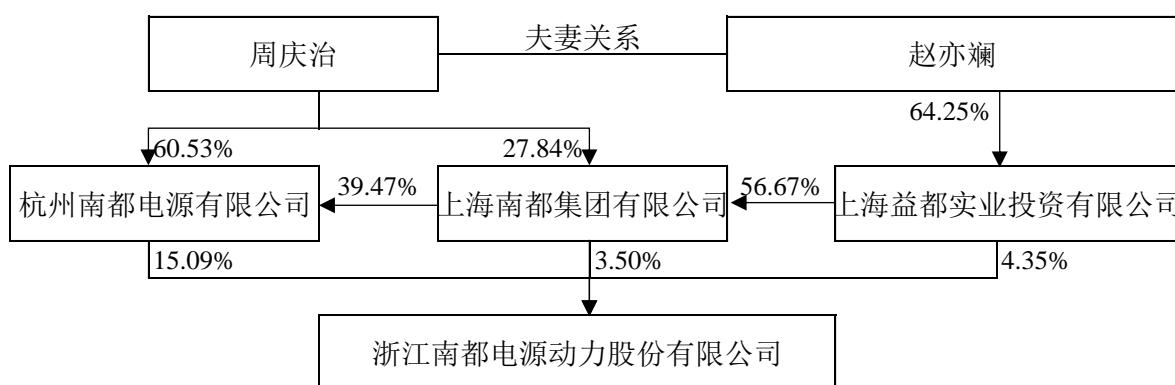 周庆治
夫妻关系
赵亦斓
64.25%
60.53%
27.84%
杭州南都电源有限公司
39.47%
上海南都集团有限公司
56.67%
上海益都实业投资有限公司
15.09%
3.50%
4.35%
浙江南都电源动力股份有限公司